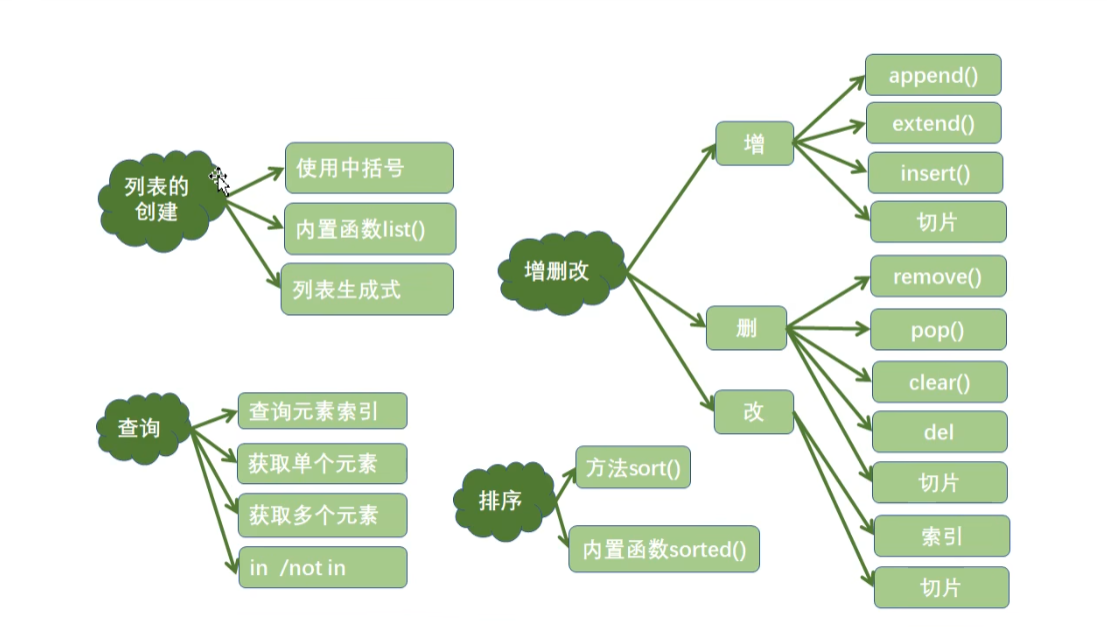 列表的
创建
使用中括号
内置函数list()
列表生成式
查询
查询元素索引
获取单个元素
获取多个元素
in /not in
增删改
增
append()
extend()
insert()
切片
删
remove()
pop()
clear()
del
切片
改
索引
切片
排序
方法sort()
内置函数sorted()